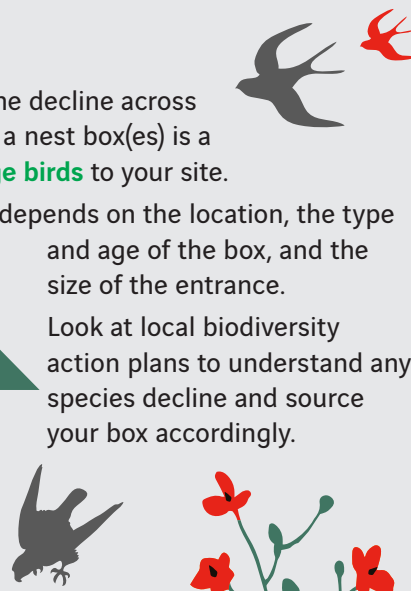 ne decline across
a nest box(es) is a
ge birds to your site.
depends on the location, the type
and age of the box, and the
size of the entrance.
Look at local biodiversity
action plans to understand any
species decline and source
your box accordingly.